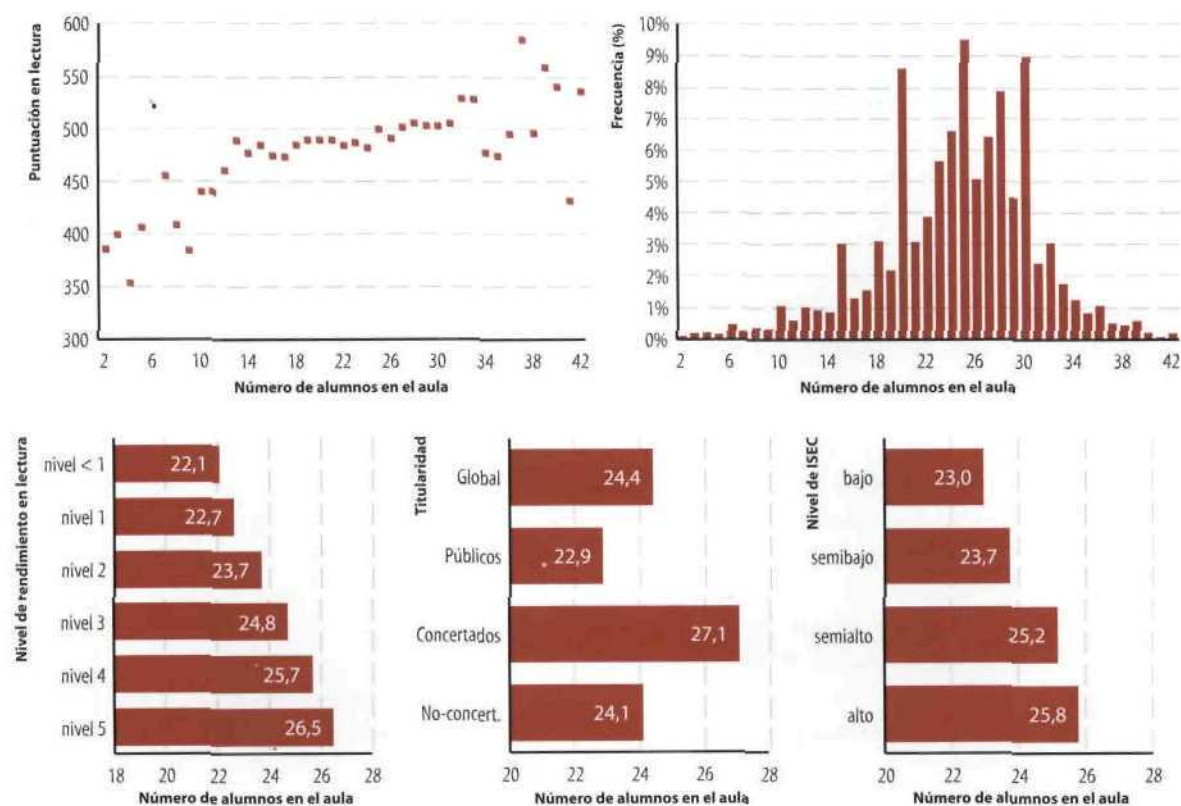 Puntuación en lectura
600
550
500
450
400
350
300
2 6 10 14 18 22 26 30 34 38 42
Número de alumnos en el aula
Frecuencia (%)
10%
9%
8%
7%
6%
5%
4%
3%
2%
1%
0%
2 6 10 14 18 22 26 30 34 38 42
Número de alumnos en el aula
Nivel de rendimiento en lectura
nivel < 1 22,1
nivel 1 22,7
nivel 2 23,7
nivel 3 24,8
nivel 4 25,7
nivel 5 26,5
18 20 22 24 26 28
Número de alumnos en el aula
Titularidad
Global 24,4
Públicos 22,9
Concertados 27,1
No-concert. 24,1
20 22 24 26 28
Número de alumnos en el aula
Nivel de ISEC
bajo 23,0
semibajo 23,7
semialto 25,2
alto 25,8
20 22 24 26 28
Número de alumnos en el aula